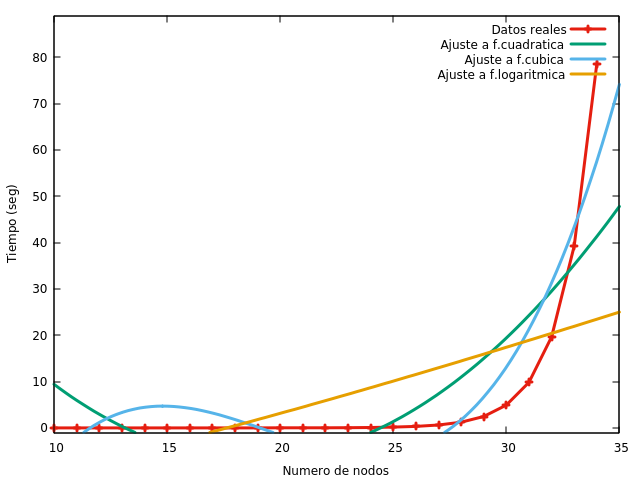 Datos reales
Ajuste a f.cuadratica
Ajuste a f.cubica
Ajuste a f.logaritmica
80
70
60
50
40
30
20
10
0
Tiempo (seg)
10 15 20 25 30 35
Numero de nodos